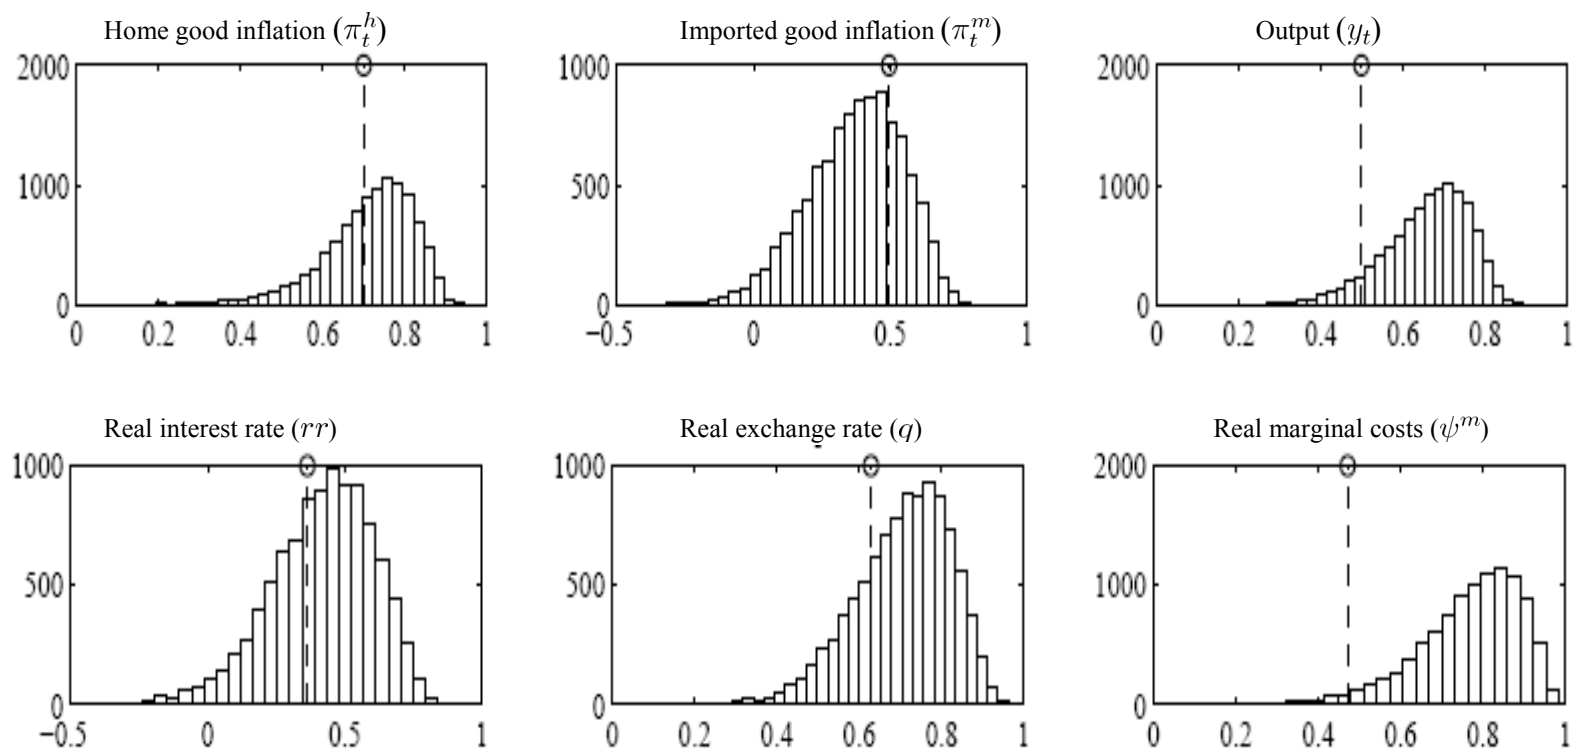 Home good inflation (π_t^h)
Imported good inflation (π_t^m)
Output (y_t)
2000
1000
0
0 0.2 0.4 0.6 0.8 1
1000
500
0
−0.5 0 0.5 1
2000
1000
0
0 0.2 0.4 0.6 0.8 1
Real interest rate (rr)
Real exchange rate (q)
Real marginal costs (ψ^m)
1000
500
0
−0.5 0 0.5 1
1000
500
0
0 0.2 0.4 0.6 0.8 1
2000
1000
0
0 0.2 0.4 0.6 0.8 1